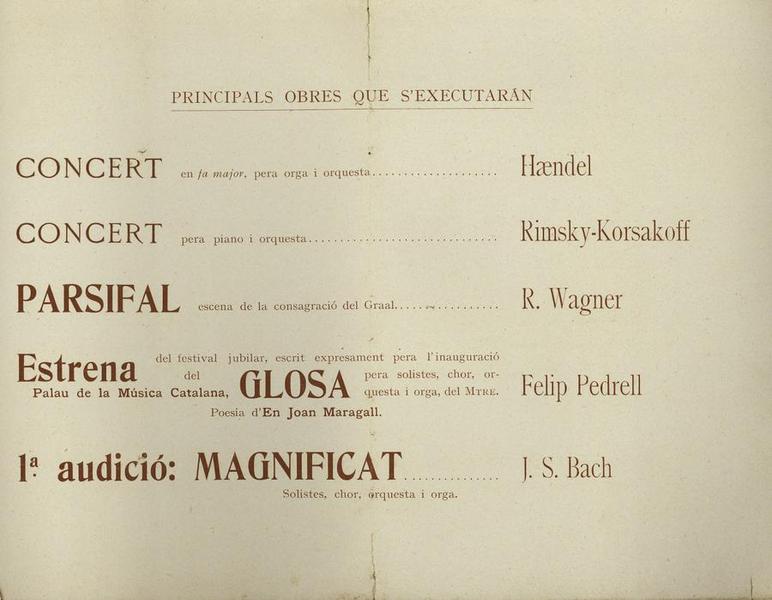 PRINCIPALS OBRES QUE S'EXECUTARÁN
CONCERT en fa major, pera orga i orquesta.................... Hændel
CONCERT pera piano i orquesta............................. Rimsky-Korsakoff
PARSIFAL escena de la consagració del Graal................ R. Wagner
Estrena del festival jubilar, escrit expresament pera l'inauguració
del Palau de la Música Catalana, GLOSA pera solistes, chor, or-
questa i orga, del MTRE. Felip Pedrell
Poesia d'En Joan Maragall.
1ª audició: MAGNIFICAT.............. J. S. Bach
Solistes, chor, orquesta i orga.